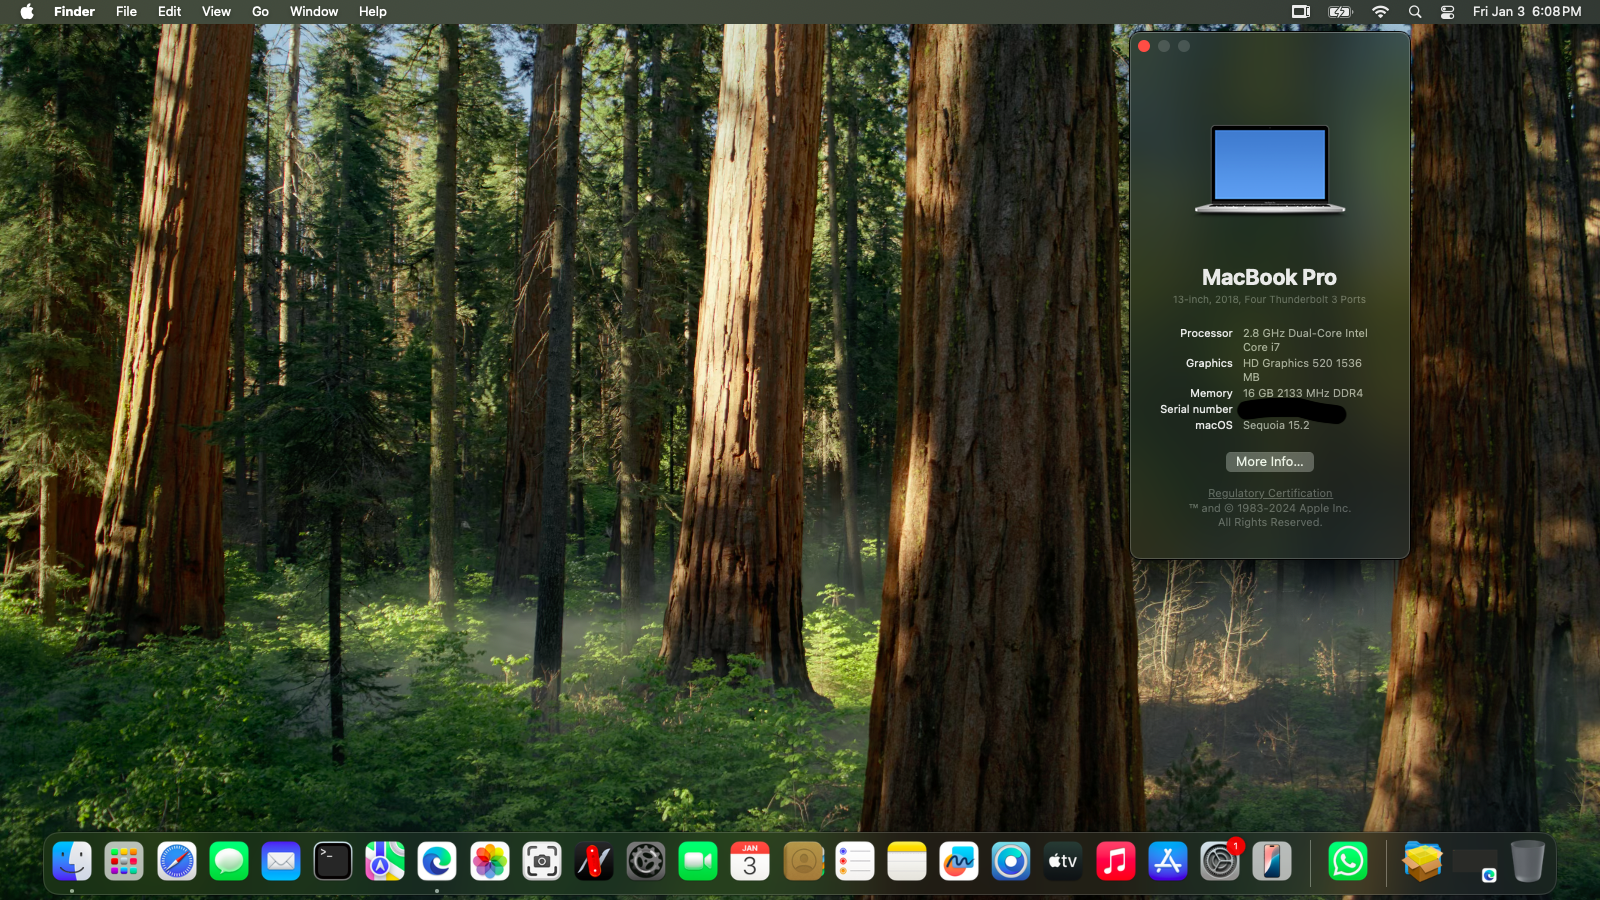 Finder File Edit View Go Window Help Fri Jan 3 6:08 PM
MacBook Pro
13-inch, 2018, Four Thunderbolt 3 Ports
Processor 2.8 GHz Dual-Core Intel
Core i7
Graphics HD Graphics 520 1536
MB
Memory 16 GB 2133 MHz DDR4
Serial number
macOS Sequoia 15.2
More Info...
Regulatory Certification
™ and © 1983-2024 Apple Inc.
All Rights Reserved.
>_
JAN
3
tv
1